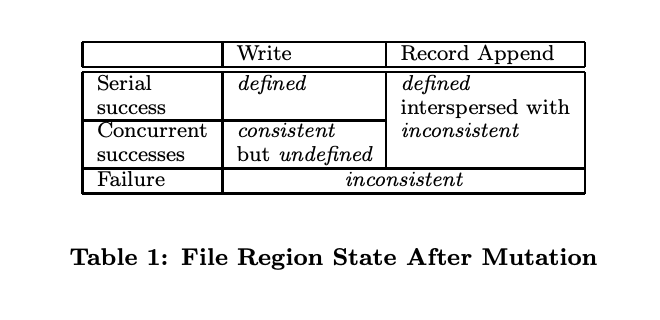 Write Record Append
Serial defined defined
success interspersed with
Concurrent consistent inconsistent
successes but undefined
Failure inconsistent
Table 1: File Region State After Mutation